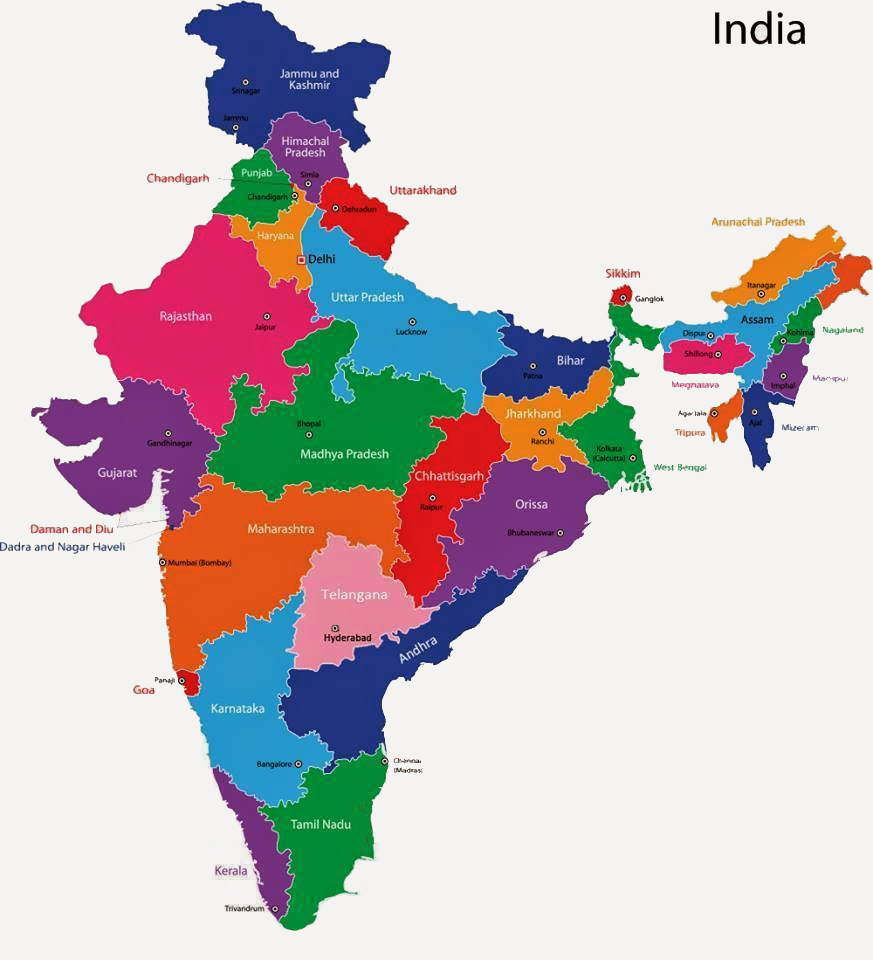 India
Jammu and
Kashmir
Srinagar
Jammu
Himachal
Pradesh
Simla
Punjab
Chandigarh
Chandigarh
Uttarakhand
Dehradun
Haryana
Delhi
Arunachal Pradesh
Itanagar
Sikkim
Gangtok
Uttar Pradesh
Lucknow
Rajasthan
Jaipur
Assam
Dispur
Kohima
Nagaland
Shillong
Bihar
Patna
Imphal
Jharkhand
Ranchi
Agartala
Tripura
Ajal
Mizoram
Bhopal
Madhya Pradesh
Gandhinagar
Gujarat
Kolkata
(Calcutta)
West Bengal
Chhattisgarh
Raipur
Orissa
Bhubaneswar
Daman and Diu
Dadra and Nagar Haveli
Maharashtra
Mumbai (Bombay)
Telangana
Hyderabad
Andhra
Panaji
Goa
Karnataka
Bangalore
Chennai
(Madras)
Tamil Nadu
Kerala
Trivandrum